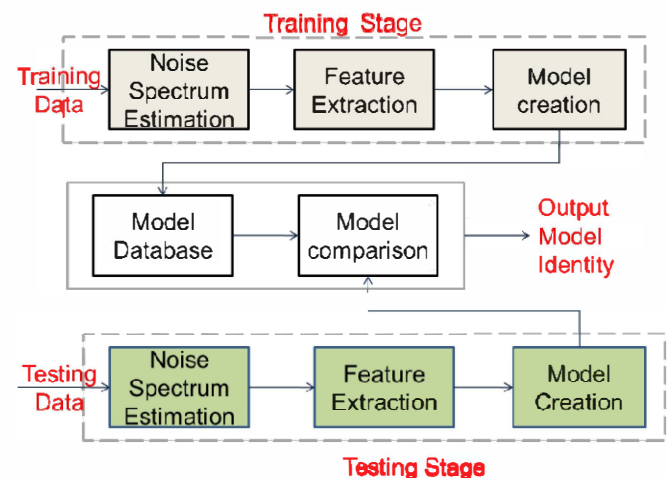 Training Stage
Training
Data
Noise
Spectrum
Estimation
Feature
Extraction
Model
creation
Model
Database
Model
comparison
Output
Model
Identity
Testing
Data
Noise
Spectrum
Estimation
Feature
Extraction
Model
Creation
Testing Stage